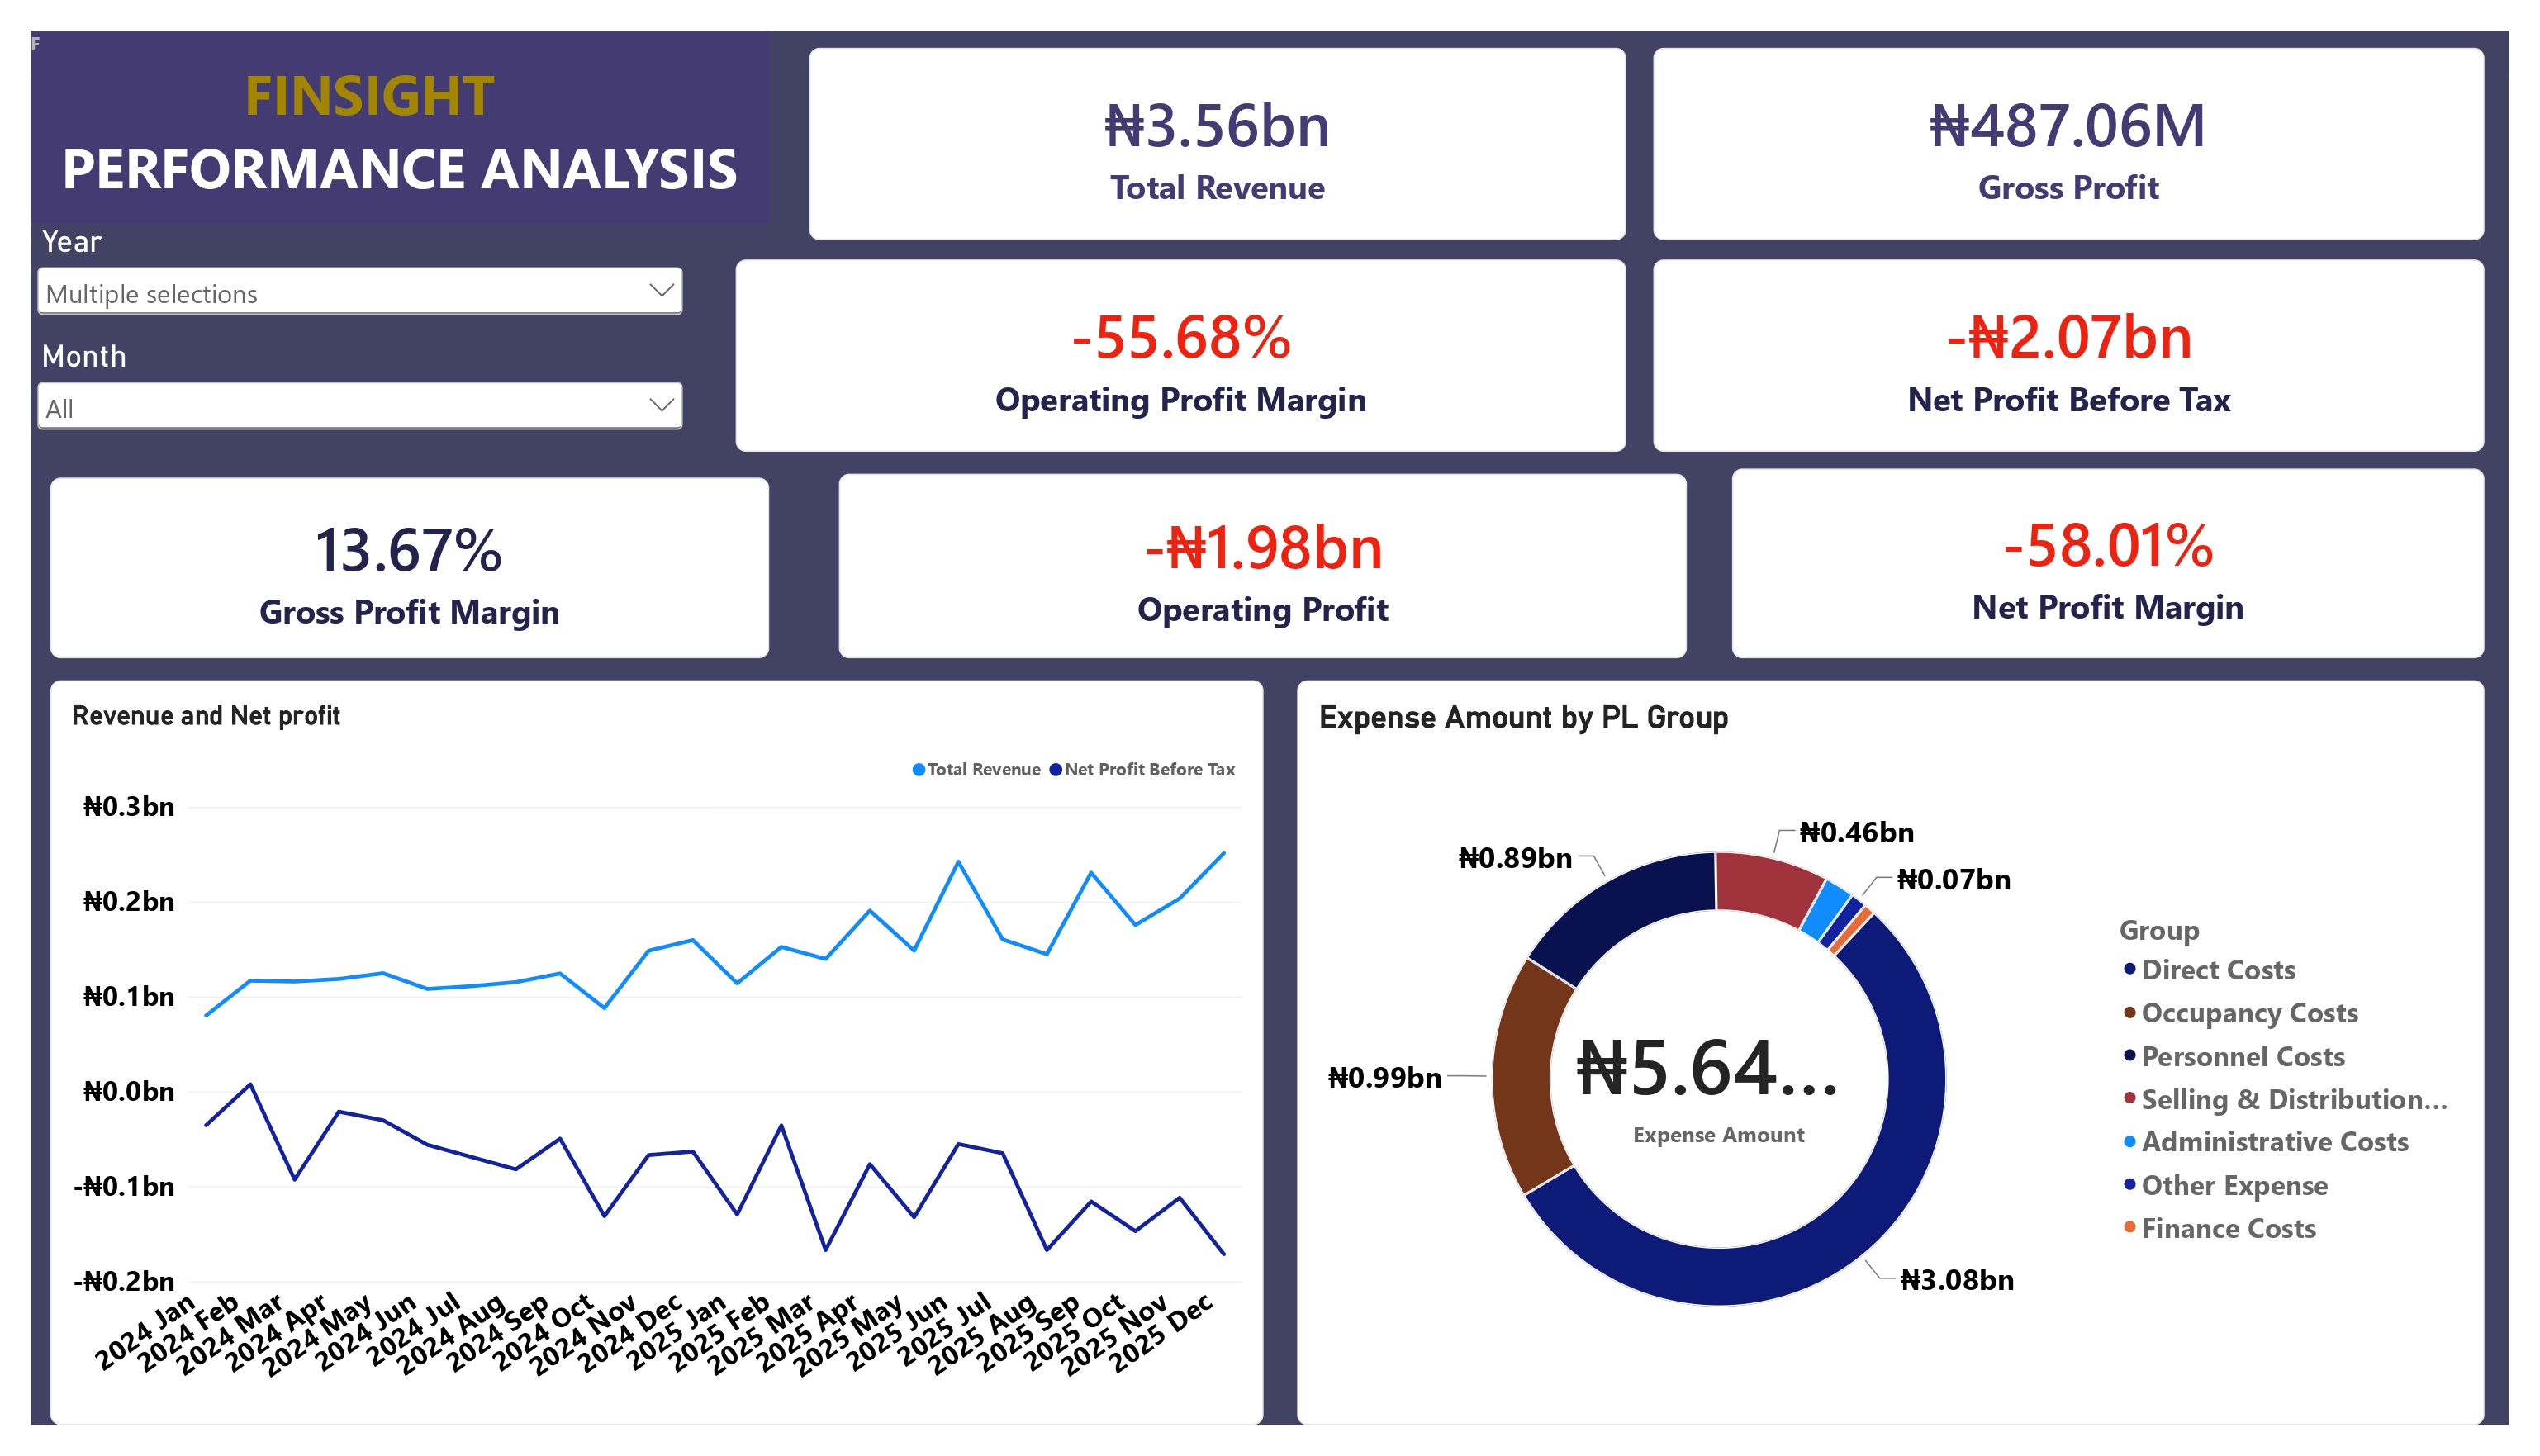 F
FINSIGHT
PERFORMANCE ANALYSIS
₦3.56bn
Total Revenue
₦487.06M
Gross Profit
Year
Multiple selections
Month
All
-55.68%
Operating Profit Margin
-₦2.07bn
Net Profit Before Tax
13.67%
Gross Profit Margin
-₦1.98bn
Operating Profit
-58.01%
Net Profit Margin
Revenue and Net profit
Total Revenue
Net Profit Before Tax
₦0.3bn
₦0.2bn
₦0.1bn
₦0.0bn
-₦0.1bn
-₦0.2bn
2024 Jan
2024 Feb
2024 Mar
2024 Apr
2024 May
2024 Jun
2024 Jul
2024 Aug
2024 Sep
2024 Oct
2024 Nov
2024 Dec
2025 Jan
2025 Feb
2025 Mar
2025 Apr
2025 May
2025 Jun
2025 Jul
2025 Aug
2025 Sep
2025 Oct
2025 Nov
2025 Dec
Expense Amount by PL Group
₦0.46bn
₦0.89bn
₦0.07bn
₦0.99bn
₦3.08bn
₦5.64...
Expense Amount
Group
Direct Costs
Occupancy Costs
Personnel Costs
Selling & Distribution...
Administrative Costs
Other Expense
Finance Costs